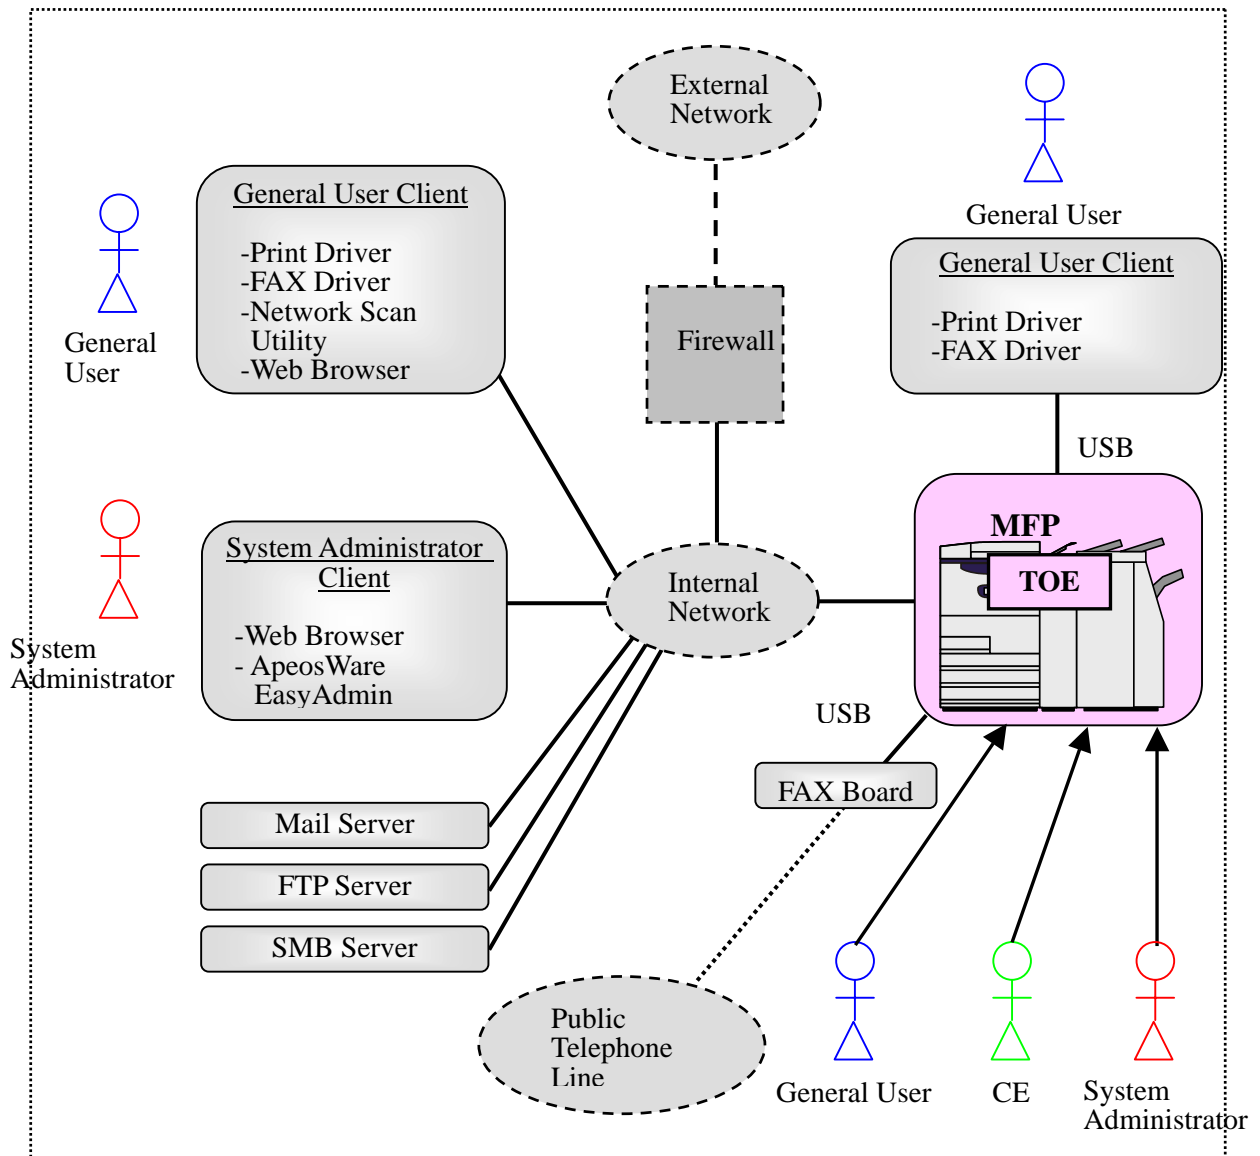 External
Network
General User
General User Client
-Print Driver
-FAX Driver
-Network Scan
Utility
-Web Browser
General
User
Firewall
General User Client
-Print Driver
-FAX Driver
USB
MFP
TOE
System Administrator
Client
-Web Browser
- ApeosWare
EasyAdmin
System
Administrator
Internal
Network
USB
FAX Board
Mail Server
FTP Server
SMB Server
Public
Telephone
Line
General User
CE
System
Administrator